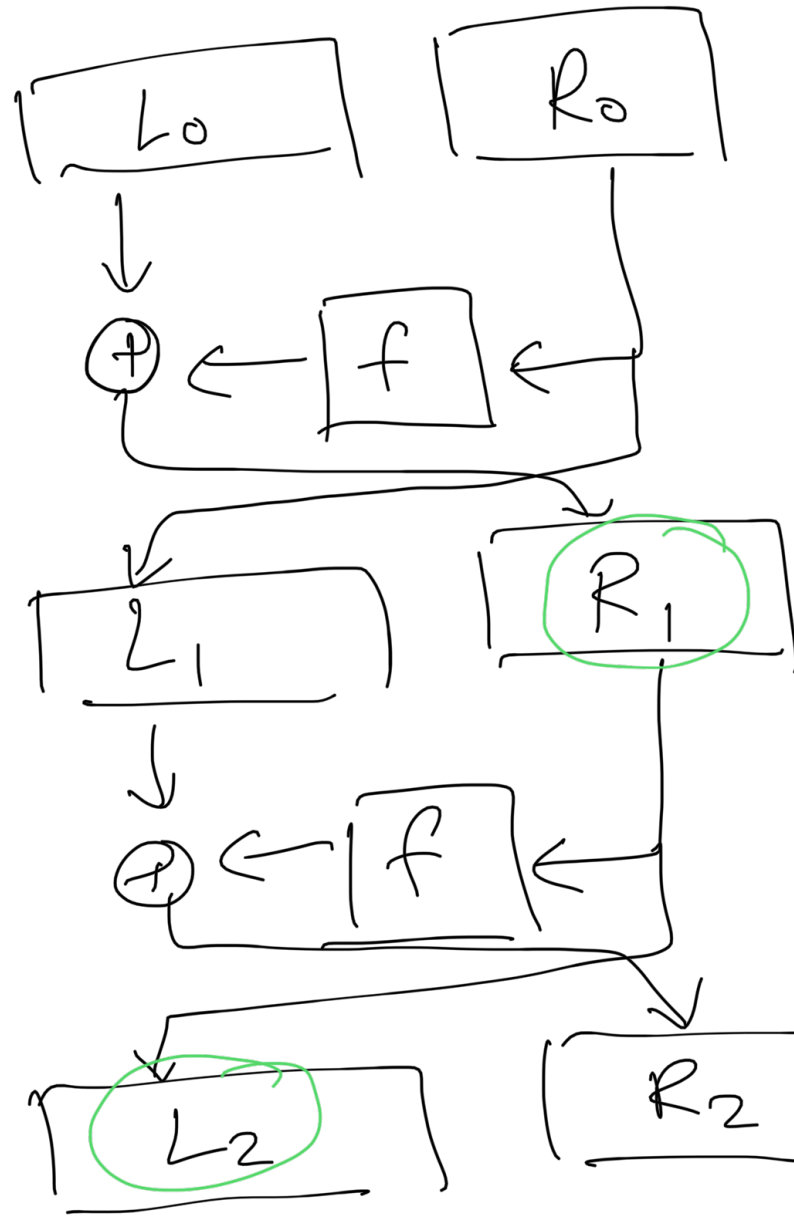 L₀ R₀
⊕ f
L₁ R₁
⊕ f
L₂ R₂